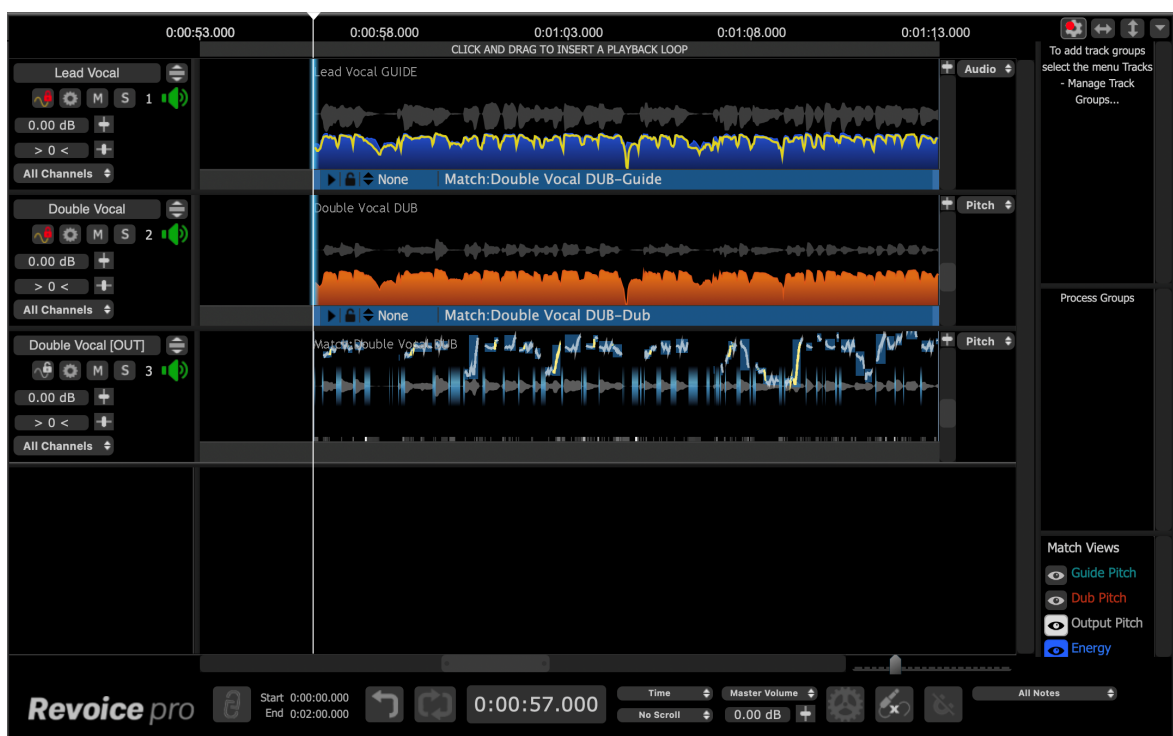 0:00:53.000
0:00:58.000
0:01:03.000
0:01:08.000
0:01:13.000
CLICK AND DRAG TO INSERT A PLAYBACK LOOP
To add track groups
select the menu Tracks
- Manage Track
Groups...
Lead Vocal
M S 1
0.00 dB
> 0 <
All Channels
Lead Vocal GUIDE
None
Match:Double Vocal DUB-Guide
Audio
Double Vocal
M S 2
0.00 dB
> 0 <
All Channels
Double Vocal DUB
None
Match:Double Vocal DUB-Dub
Pitch
Process Groups
Double Vocal [OUT]
M S 3
0.00 dB
> 0 <
All Channels
Match:Double Vocal DUB
Pitch
Match Views
Guide Pitch
Dub Pitch
Output Pitch
Energy
Revoice pro
Start 0:00:00.000
End 0:02:00.000
0:00:57.000
Time
No Scroll
Master Volume
0.00 dB
All Notes